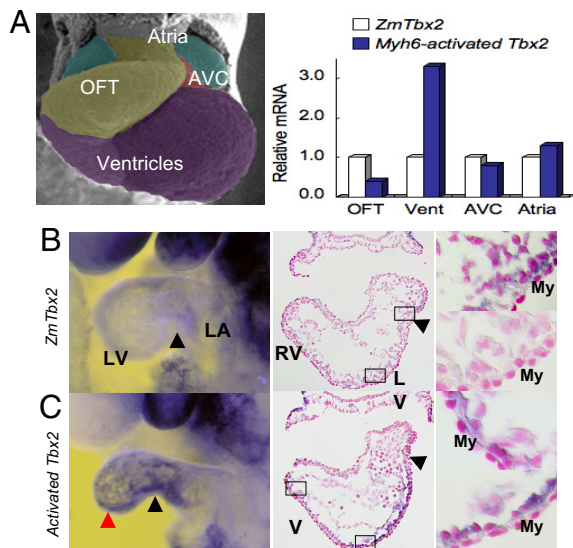 A
Atria
OFT
AVC
Ventricles
ZmTbx2
Myh6-activated Tbx2
Relative mRNA
3.0
2.0
1.0
0.0
OFT Vent AVC Atria
B
ZmTbx2
LV
LA
RV
L
V
My
My
C
Activated Tbx2
V
My
My